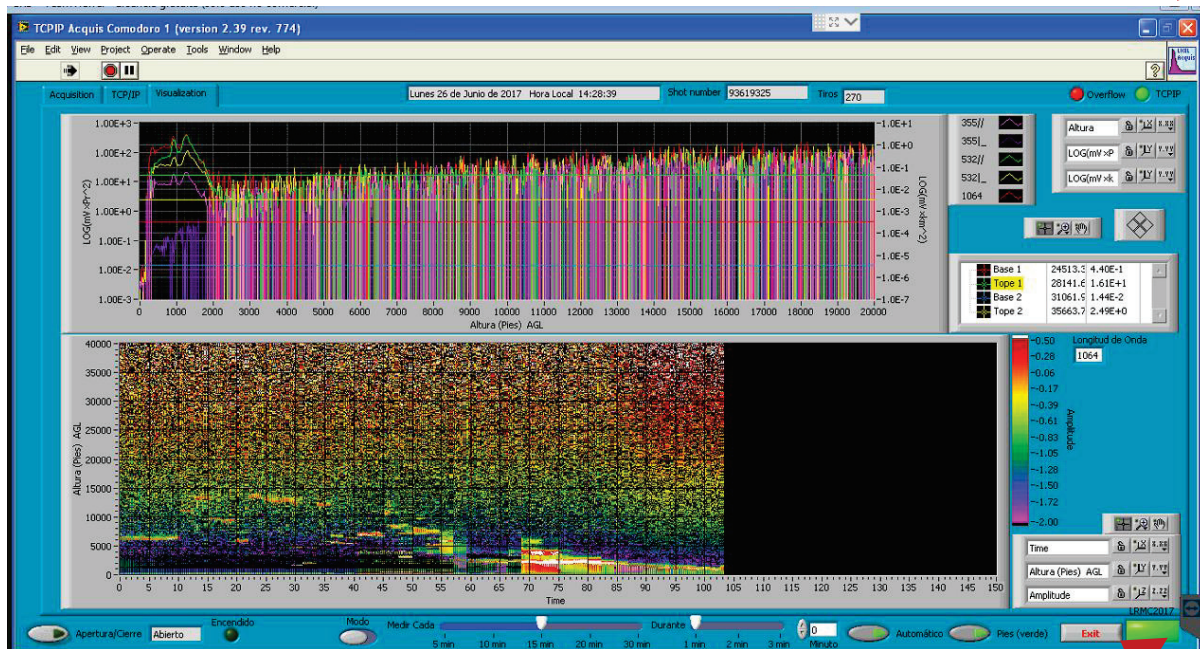 TCPIP Acquis Comodoro 1 (version 2.39 rev. 774)
File Edit View Project Operate Tools Window Help
Acquisition TCP/IP Visualization
Lunes 26 de Junio de 2017 Hora Local 14:28:39
Shot number 93619325
Tiros 270
Overflow TCPIP
LOG(mV xPr^2)
1.00E+3
1.00E+2
1.00E+1
1.00E+0
1.00E-1
1.00E-2
1.00E-3
1.0E+1
1.0E+0
1.0E-1
1.0E-2
1.0E-3
1.0E-4
1.0E-5
1.0E-6
1.0E-7
LOG(mV xkm^2)
0 1000 2000 3000 4000 5000 6000 7000 8000 9000 10000 11000 12000 13000 14000 15000 16000 17000 18000 19000 20000
Altura (Pies) AGL
355//
355|_
532//
532|_
1064
Altura
LOG(mV xP
LOG(mV xk
Base 1 24513.3 4.40E-1
Tope 1 28141.6 1.61E+1
Base 2 31061.9 1.44E-2
Tope 2 35663.7 2.49E+0
Altura (Pies) AGL
40000
35000
30000
25000
20000
15000
10000
5000
0
0 5 10 15 20 25 30 35 40 45 50 55 60 65 70 75 80 85 90 95 100 105 110 115 120 125 130 135 140 145 150
Time
-0.50
-0.28
-0.06
-0.17
-0.39
-0.61
-0.83
-1.05
-1.28
-1.50
-1.72
-2.00
Amplitude
Longitud de Onda
1064
Time
Altura (Pies) AGL
Amplitude
LRMC2017
Apertura/Cierre Abierto
Encendido
Modo
Medir Cada
5 min 10 min 15 min 20 min 30 min
Durante
1 min 2 min 3 min
0
Minuto
Automático
Pies (verde)
Exit